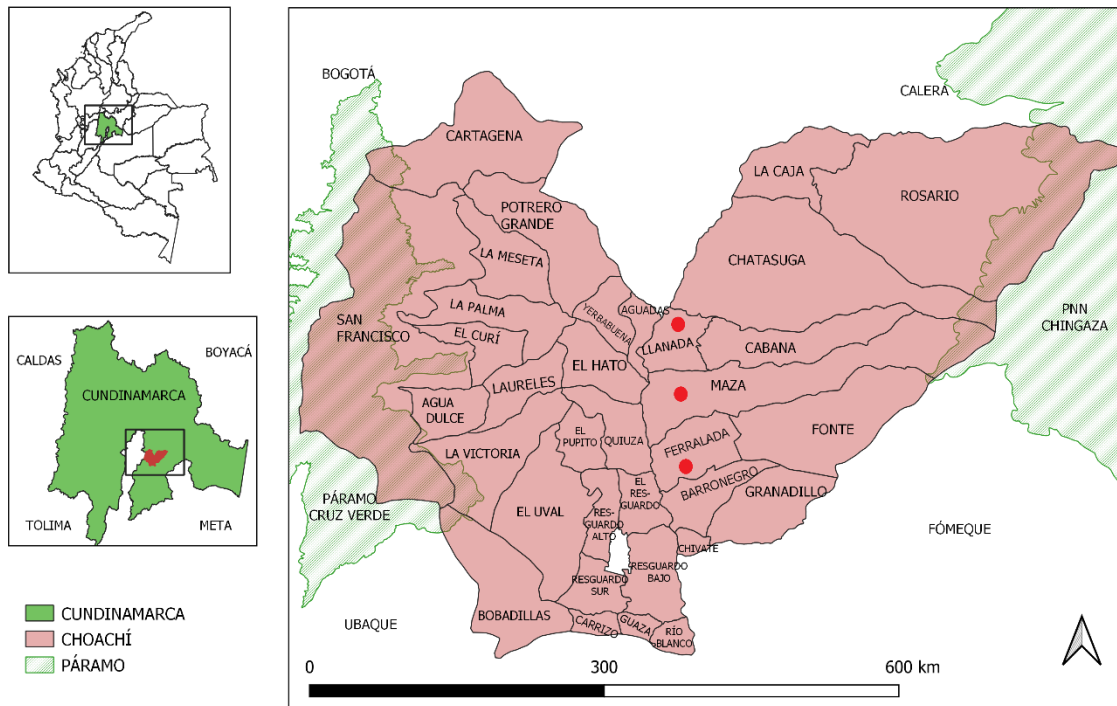 CALDAS
BOYACÁ
CUNDINAMARCA
TOLIMA
META
CUNDINAMARCA
CHOACHÍ
PÁRAMO
BOGOTÁ
CALERA
CARTAGENA
LA CAJA
ROSARIO
POTRERO
GRANDE
LA MESETA
CHATASUGA
LA PALMA
YERBABUENA
AGUADAS
SAN
FRANCISCO
EL CURÍ
LLANADA
CABANA
PNN
CHINGAZA
EL HATO
LAURELES
MAZA
AGUA
DULCE
EL
PUPITO
QUIUZA
FERRALADA
FONTE
LA VICTORIA
BARRONEGRO
GRANADILLO
EL
RES-
GUARDO
PÁRAMO
CRUZ VERDE
EL UVAL
RES-
GUARDO
ALTO
FÓMEQUE
CHIVATE
RESGUARDO
BAJO
RESGUARDO
SUR
UBAQUE
BOBADILLAS
CARRIZO
GUAZA
RÍO
BLANCO
0
300
600 km